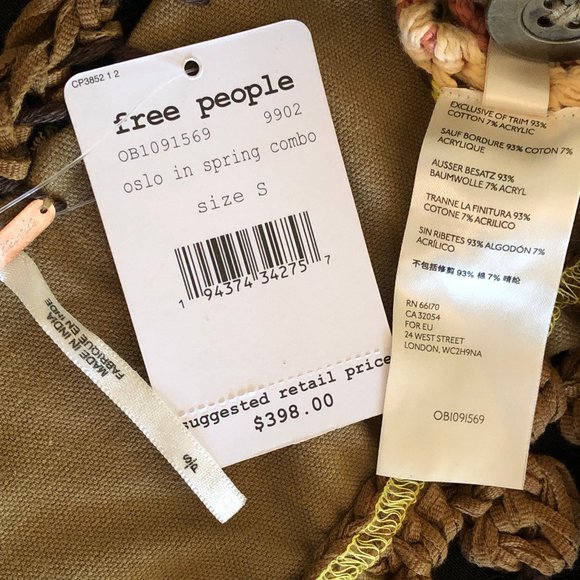 CP3852 1.2
free people
OB1091569 9902
oslo in spring combo
size S
1 94374 34275 7
suggested retail price
$398.00
MADE IN INDIA
FABRIQUÉ EN INDE
S/P
EXCLUSIVE OF TRIM 93%
COTTON 7% ACRYLIC
SAUF BORDURE 93% COTON 7%
ACRYLIQUE
AUSSER BESATZ 93%
BAUMWOLLE 7% ACRYL
TRANNE LA FINITURA 93%
COTONE 7% ACRILICO
SIN RIBETES 93% ALGODÓN 7%
ACRÍLICO
不包括修剪 93% 棉 7% 晴纶
RN 66170
CA 32054
FOR EU
24 WEST STREET
LONDON, WC2H9NA
OB1091569